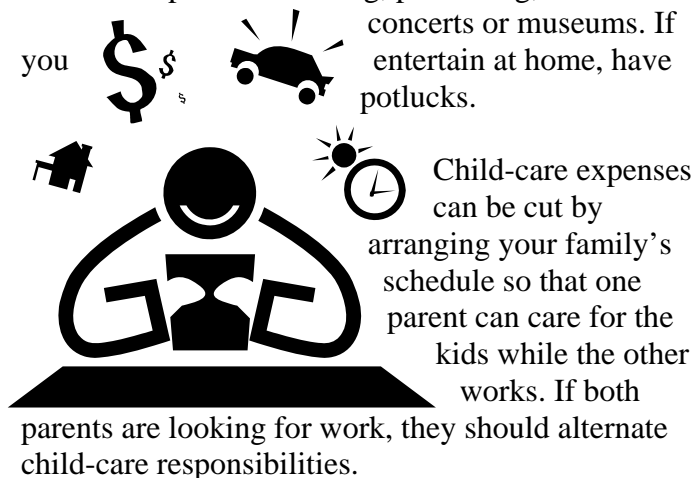 concerts or museums. If
you $ $ $ entertain at home, have
potlucks.
Child-care expenses
can be cut by
arranging your family’s
schedule so that one
parent can care for the
kids while the other
works. If both
parents are looking for work, they should alternate
child-care responsibilities.